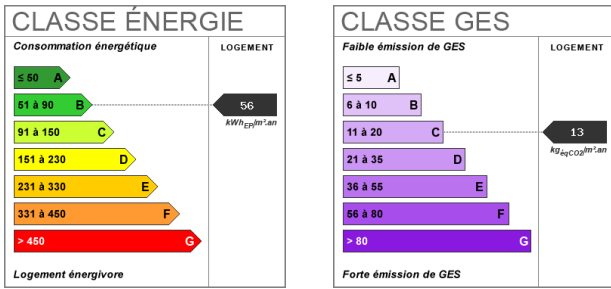 CLASSE ÉNERGIE
Consommation énergétique
LOGEMENT
≤ 50 A
51 à 90 B
56
kWhEP/m².an
91 à 150 C
151 à 230 D
231 à 330 E
331 à 450 F
> 450 G
Logement énergivore
CLASSE GES
Faible émission de GES
LOGEMENT
≤ 5 A
6 à 10 B
11 à 20 C
13
kgéqCO2/m².an
21 à 35 D
36 à 55 E
56 à 80 F
> 80 G
Forte émission de GES